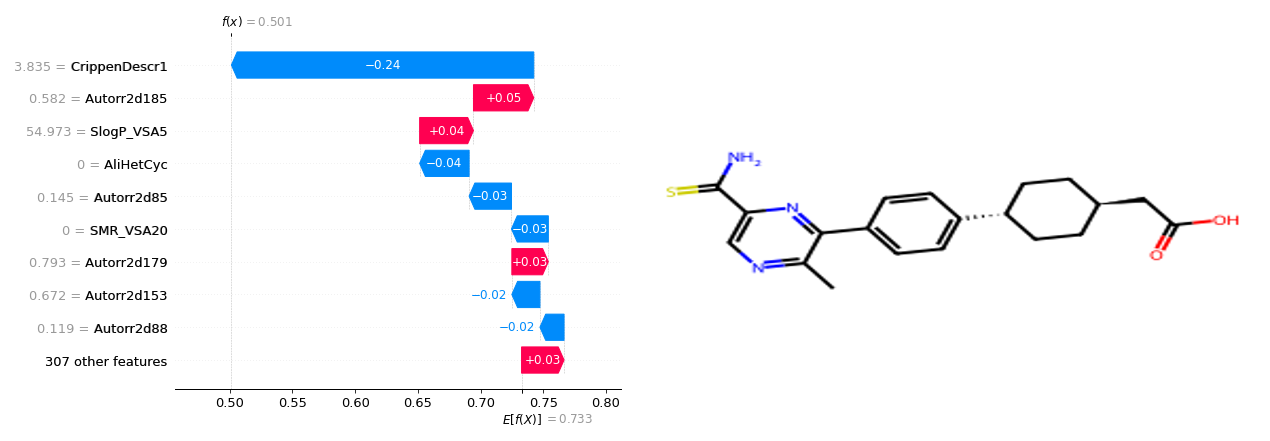 f(x) = 0.501
3.835 = CrippenDescr1
−0.24
0.582 = Autorr2d185
+0.05
54.973 = SlogP_VSA5
+0.04
0 = AliHetCyc
−0.04
0.145 = Autorr2d85
−0.03
0 = SMR_VSA20
−0.03
0.793 = Autorr2d179
+0.03
0.672 = Autorr2d153
−0.02
0.119 = Autorr2d88
−0.02
307 other features
+0.03
0.50 0.55 0.60 0.65 0.70 0.75 0.80
E[f(X)] = 0.733
NH₂
S
N
N
OH
O